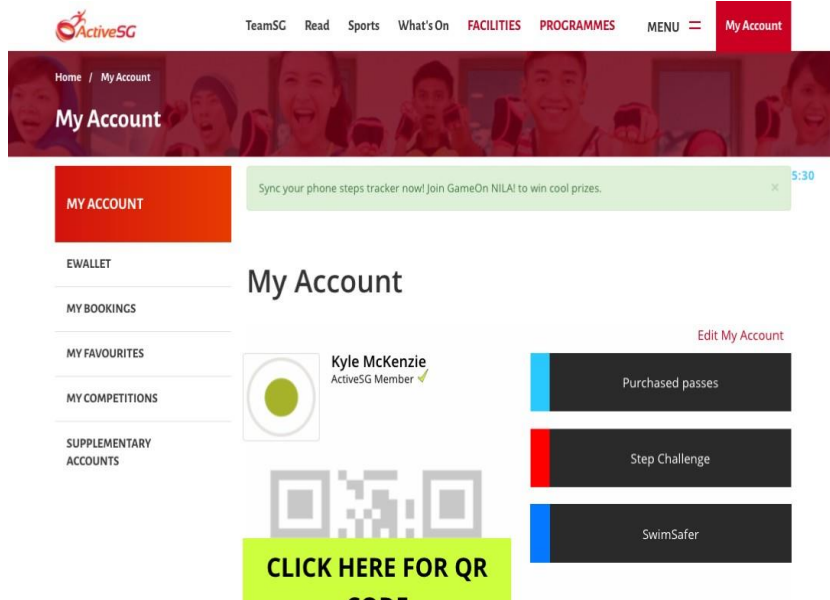 ActiveSG
TeamSG Read Sports What's On FACILITIES PROGRAMMES MENU My Account
Home / My Account
My Account
MY ACCOUNT
EWALLET
MY BOOKINGS
MY FAVOURITES
MY COMPETITIONS
SUPPLEMENTARY
ACCOUNTS
Sync your phone steps tracker now! Join GameOn NILA! to win cool prizes. ×
5:30
My Account
Edit My Account
Kyle McKenzie
ActiveSG Member
Purchased passes
Step Challenge
SwimSafer
CLICK HERE FOR QR
CODE